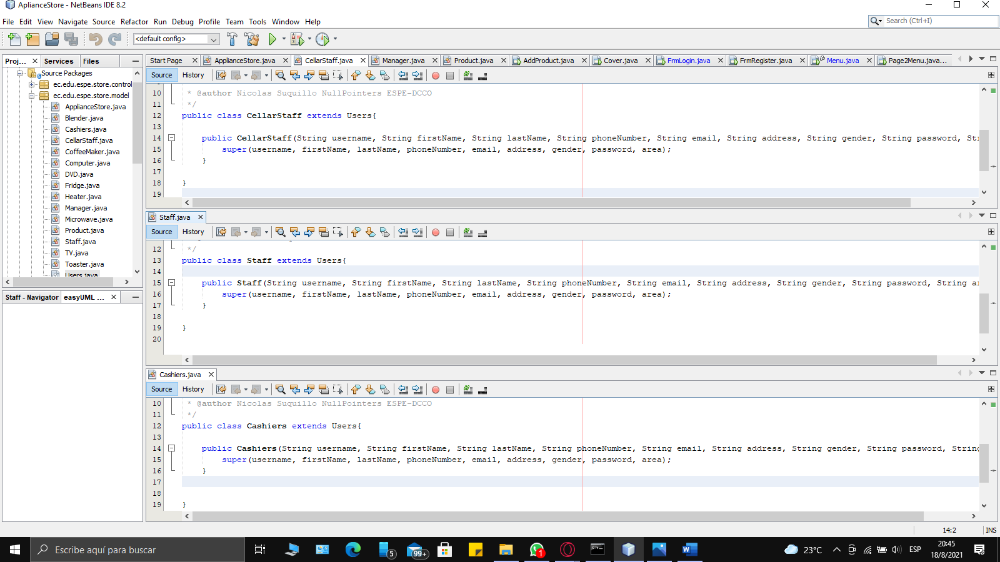 AplianceStore - NetBeans IDE 8.2
File Edit View Navigate Source Refactor Run Debug Profile Team Tools Window Help
Search (Ctrl+I)
<default config>
Proj... Services Files
Source Packages
ec.edu.espe.store.control
ec.edu.espe.store.model
ApplianceStore.java
Blender.java
Cashiers.java
CellarStaff.java
CoffeeMaker.java
Computer.java
DVD.java
Fridge.java
Heater.java
Manager.java
Microwave.java
Product.java
Staff.java
TV.java
Toaster.java
Users.java
Staff - Navigator easyUML ...
Start Page ApplianceStore.java CellarStaff.java Manager.java Product.java AddProduct.java Cover.java FrmLogin.java FrmRegister.java Menu.java Page2Menu.java...
Source History
10 * @author Nicolas Suquillo NullPointers ESPE-DCCO
11 */
12 public class CellarStaff extends Users{
13
14 public CellarStaff(String username, String firstName, String lastName, String phoneNumber, String email, String address, String gender, String password, St
15 super(username, firstName, lastName, phoneNumber, email, address, gender, password, area);
16 }
17
18 }
19
Staff.java
Source History
12 */
13 public class Staff extends Users{
14
15 public Staff(String username, String firstName, String lastName, String phoneNumber, String email, String address, String gender, String password, String a
16 super(username, firstName, lastName, phoneNumber, email, address, gender, password, area);
17 }
18
19 }
20
Cashiers.java
Source History
10 * @author Nicolas Suquillo NullPointers ESPE-DCCO
11 */
12 public class Cashiers extends Users{
13
14 public Cashiers(String username, String firstName, String lastName, String phoneNumber, String email, String address, String gender, String password, String
15 super(username, firstName, lastName, phoneNumber, email, address, gender, password, area);
16 }
17
18
19 }
14:2 INS
Escribe aquí para buscar
5
99+
1
23°C
ESP
20:45
18/8/2021